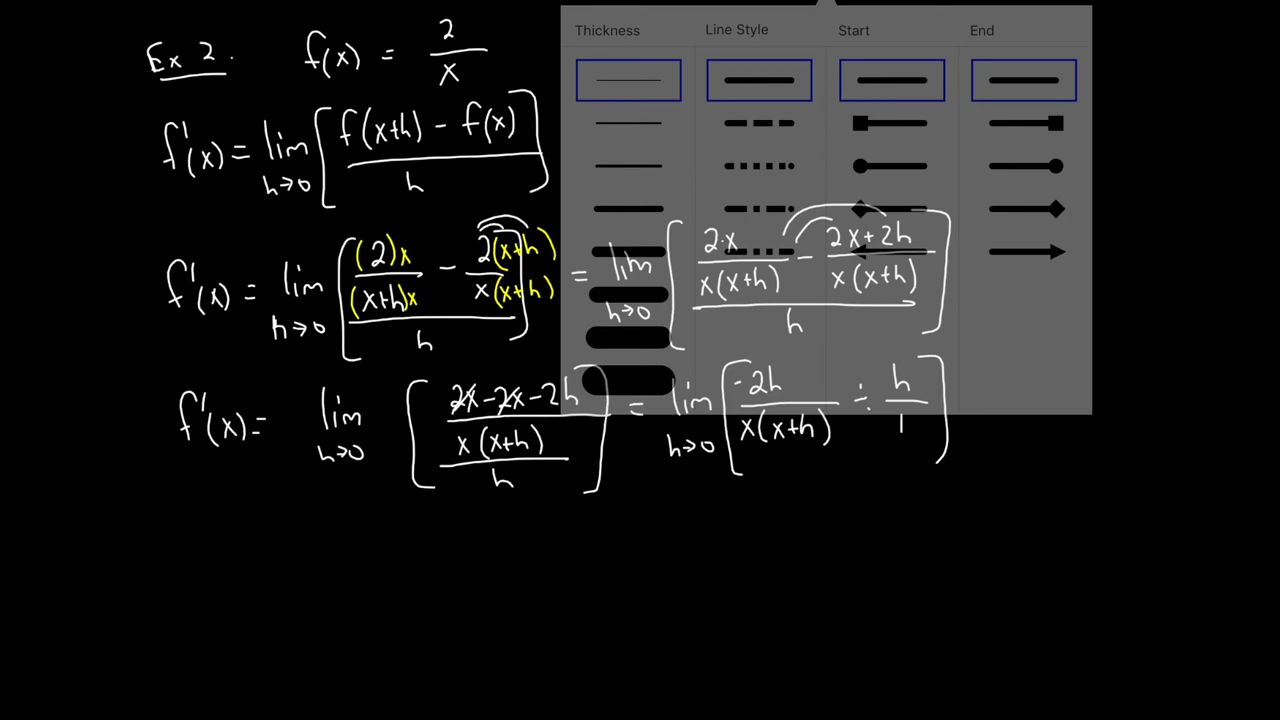 Ex 2. f(x) = 2/x
Thickness Line Style Start End
f'(x) = lim h→0 [ f(x+h) - f(x) / h ]
f'(x) = lim h→0 [ (2)x/(x+h)x - 2(x+h)/x(x+h) / h ] = lim h→0 [ 2·x/x(x+h) - 2x+2h/x(x+h) / h ]
f'(x) = lim h→0 [ 2x-2x-2h / x(x+h) / h ] = lim h→0 [ -2h/x(x+h) ÷ h/1 ]